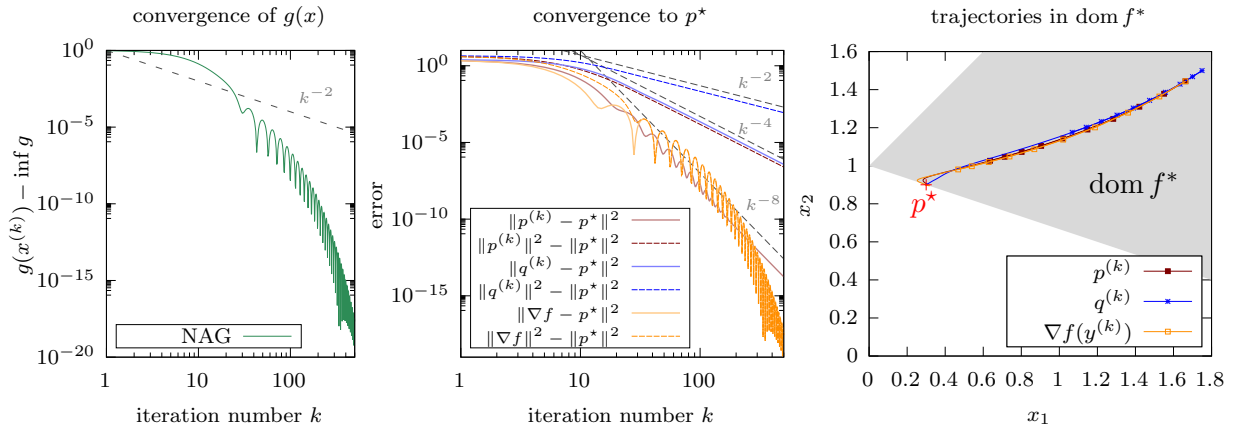 convergence of g(x)
10^0
10^{-5}
10^{-10}
10^{-15}
10^{-20}
g(x^{(k)}) − inf g
k^{-2}
NAG
1
10
100
iteration number k
convergence to p^⋆
10^0
10^{-5}
10^{-10}
10^{-15}
error
k^{-2}
k^{-4}
k^{-8}
‖p^{(k)} − p^⋆‖^2
‖p^{(k)}‖^2 − ‖p^⋆‖^2
‖q^{(k)} − p^⋆‖^2
‖q^{(k)}‖^2 − ‖p^⋆‖^2
‖∇f − p^⋆‖^2
‖∇f‖^2 − ‖p^⋆‖^2
1
10
100
iteration number k
trajectories in dom f^*
1.6
1.4
1.2
1
0.8
0.6
0.4
0.2
0
x_2
dom f^*
p^⋆
p^{(k)}
q^{(k)}
∇f(y^{(k)})
0 0.2 0.4 0.6 0.8 1 1.2 1.4 1.6 1.8
x_1